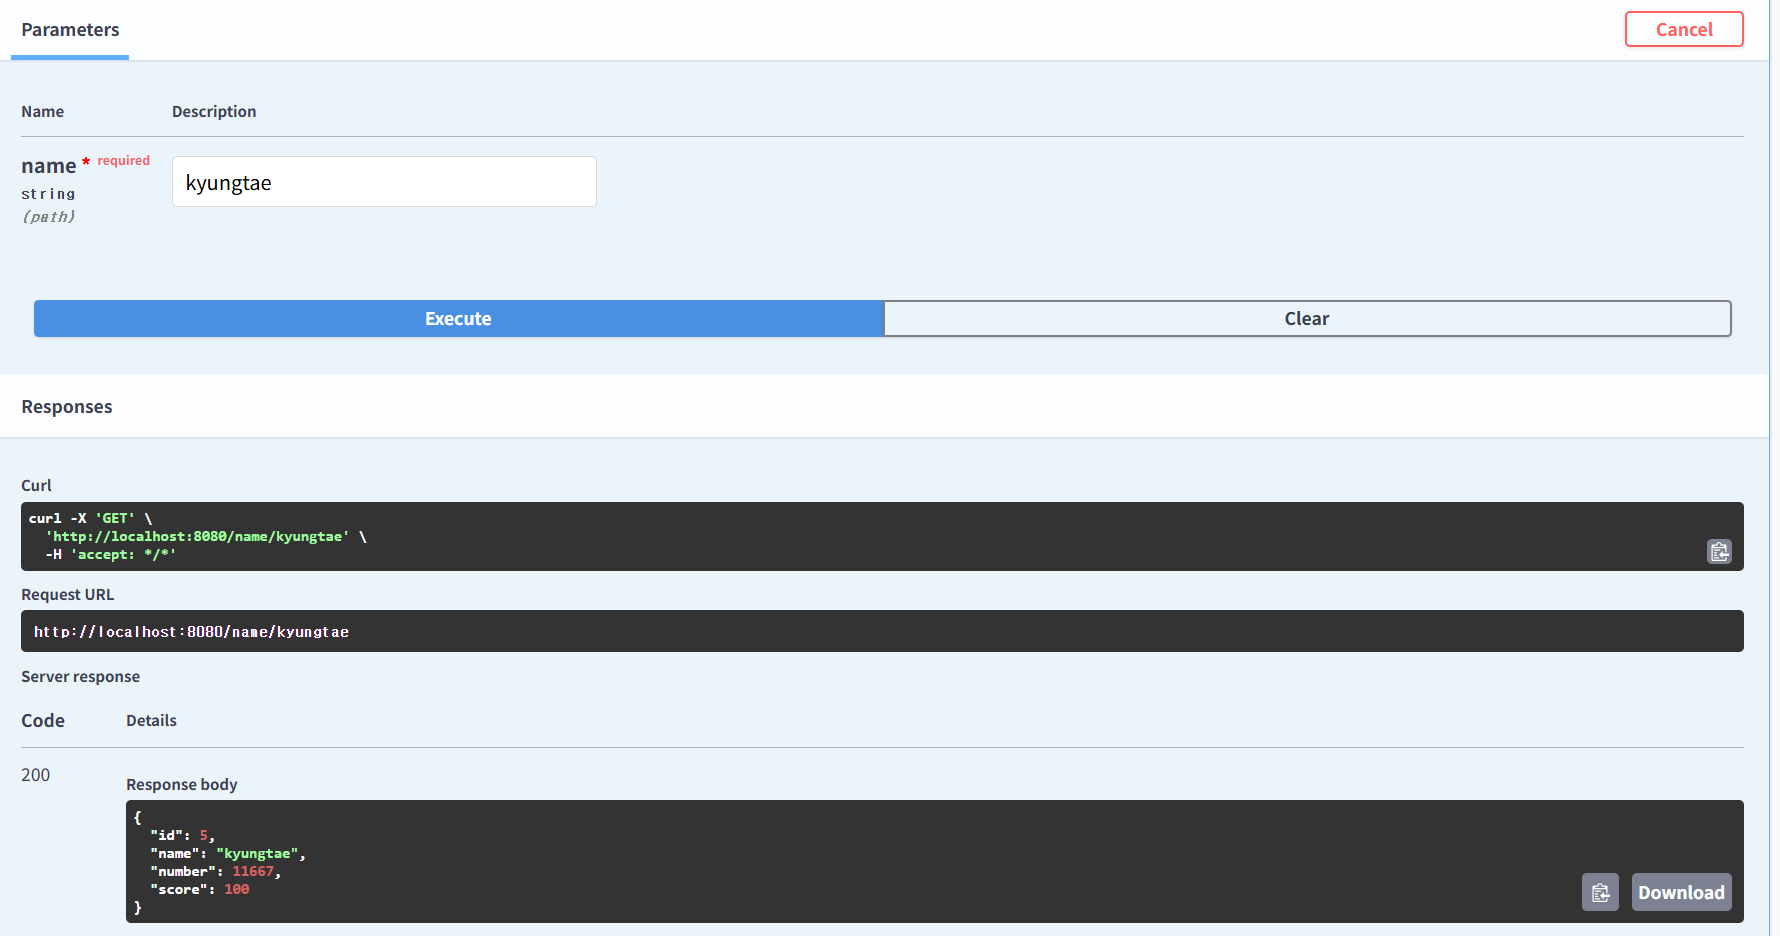 Parameters
Cancel
Name Description
name * required
string
(path)
kyungtae
Execute Clear
Responses
Curl
curl -X 'GET' \
  'http://localhost:8080/name/kyungtae' \
  -H 'accept: */*'
Request URL
http://localhost:8080/name/kyungtae
Server response
Code Details
200
Response body
{
  "id": 5,
  "name": "kyungtae",
  "number": 11667,
  "score": 100
}
Download